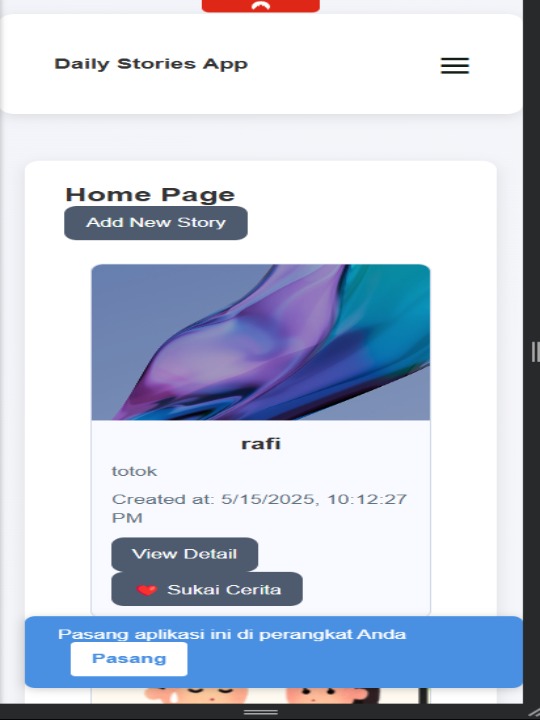 Daily Stories App
Home Page
Add New Story
rafi
totok
Created at: 5/15/2025, 10:12:27
PM
View Detail
❤️ Sukai Cerita
Pasang aplikasi ini di perangkat Anda
Pasang